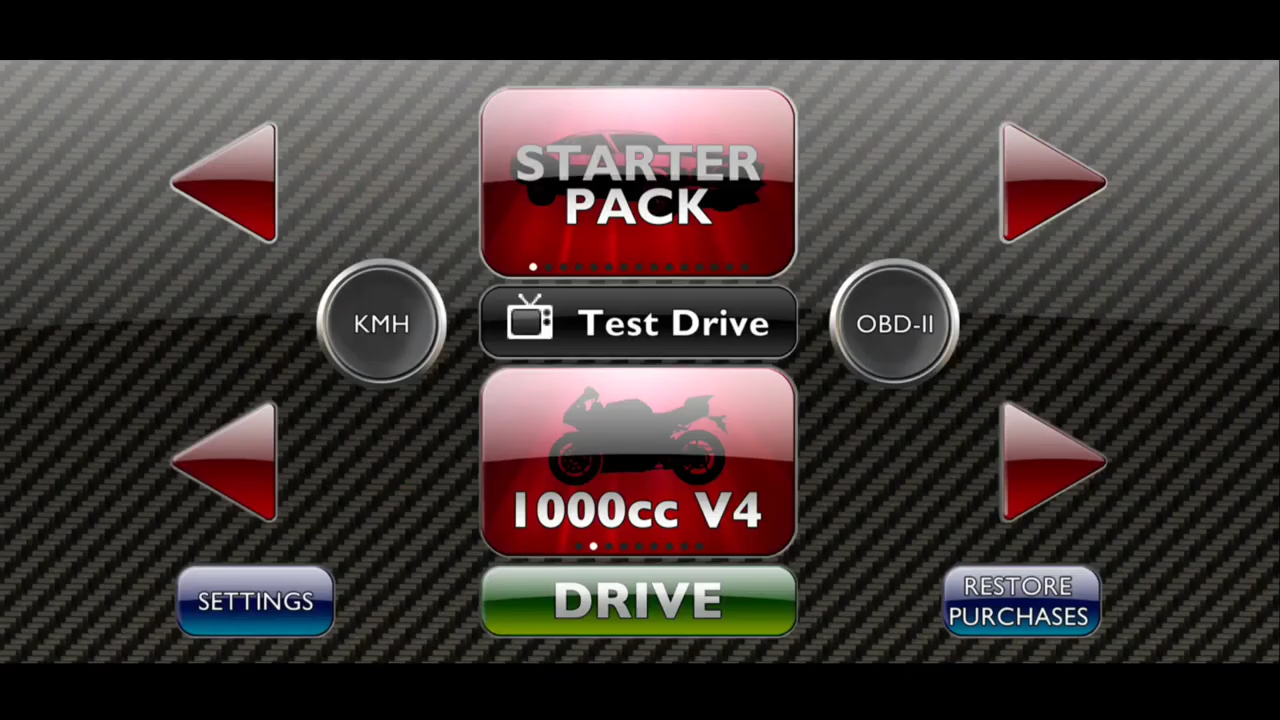 STARTER
PACK
KMH
Test Drive
OBD-II
1000cc V4
SETTINGS
DRIVE
RESTORE
PURCHASES